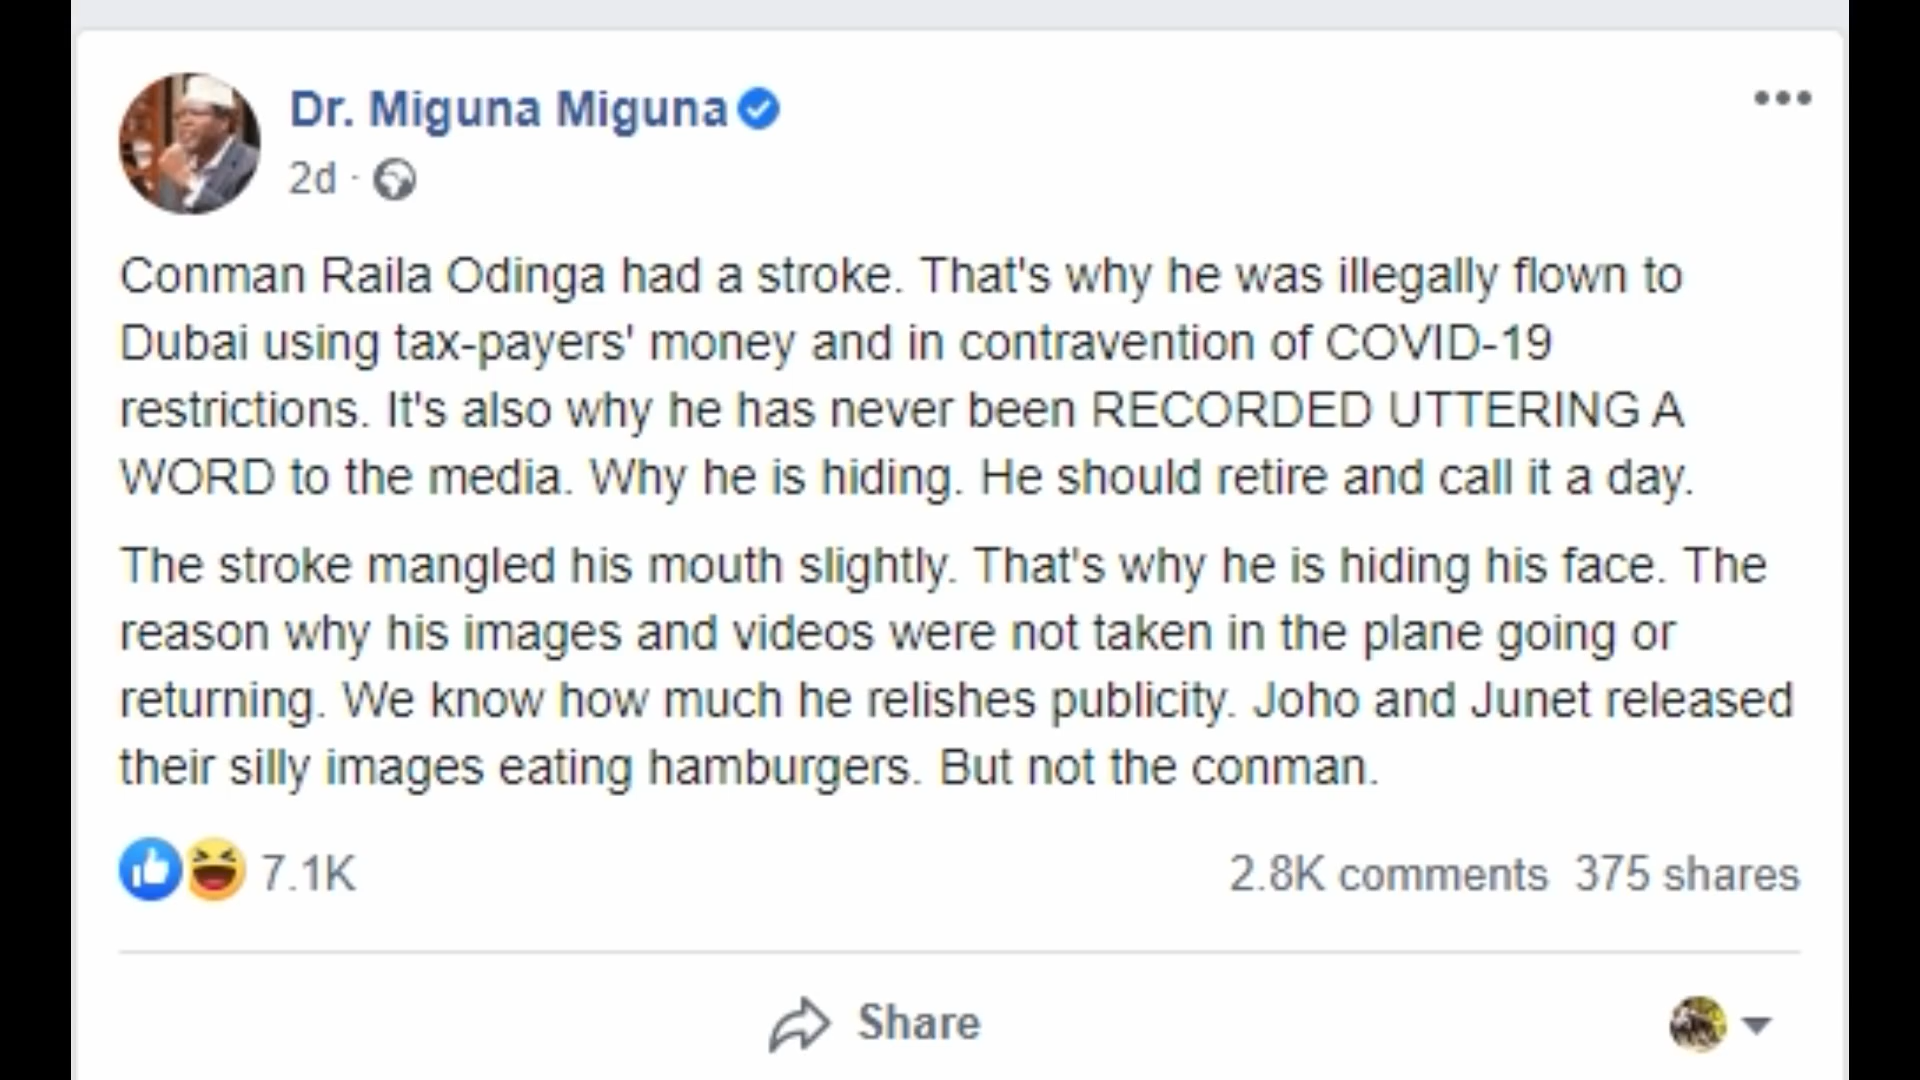 Dr. Miguna Miguna
2d ·
Conman Raila Odinga had a stroke. That's why he was illegally flown to
Dubai using tax-payers' money and in contravention of COVID-19
restrictions. It's also why he has never been RECORDED UTTERING A
WORD to the media. Why he is hiding. He should retire and call it a day.
The stroke mangled his mouth slightly. That's why he is hiding his face. The
reason why his images and videos were not taken in the plane going or
returning. We know how much he relishes publicity. Joho and Junet released
their silly images eating hamburgers. But not the conman.
7.1K 2.8K comments 375 shares
Share